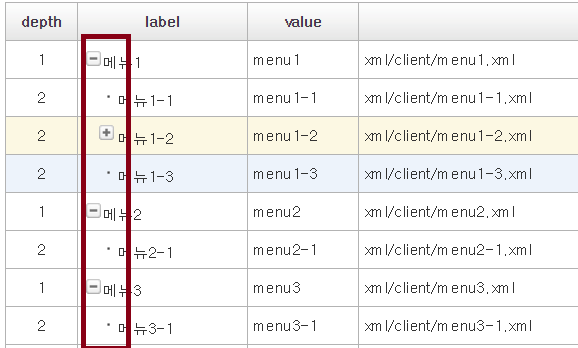 depth label value
1 메뉴1 menu1 xml/client/menu1.xml
2 메뉴1-1 menu1-1 xml/client/menu1-1.xml
2 메뉴1-2 menu1-2 xml/client/menu1-2.xml
2 메뉴1-3 menu1-3 xml/client/menu1-3.xml
1 메뉴2 menu2 xml/client/menu2.xml
2 메뉴2-1 menu2-1 xml/client/menu2-1.xml
1 메뉴3 menu3 xml/client/menu3.xml
2 메뉴3-1 menu3-1 xml/client/menu3-1.xml